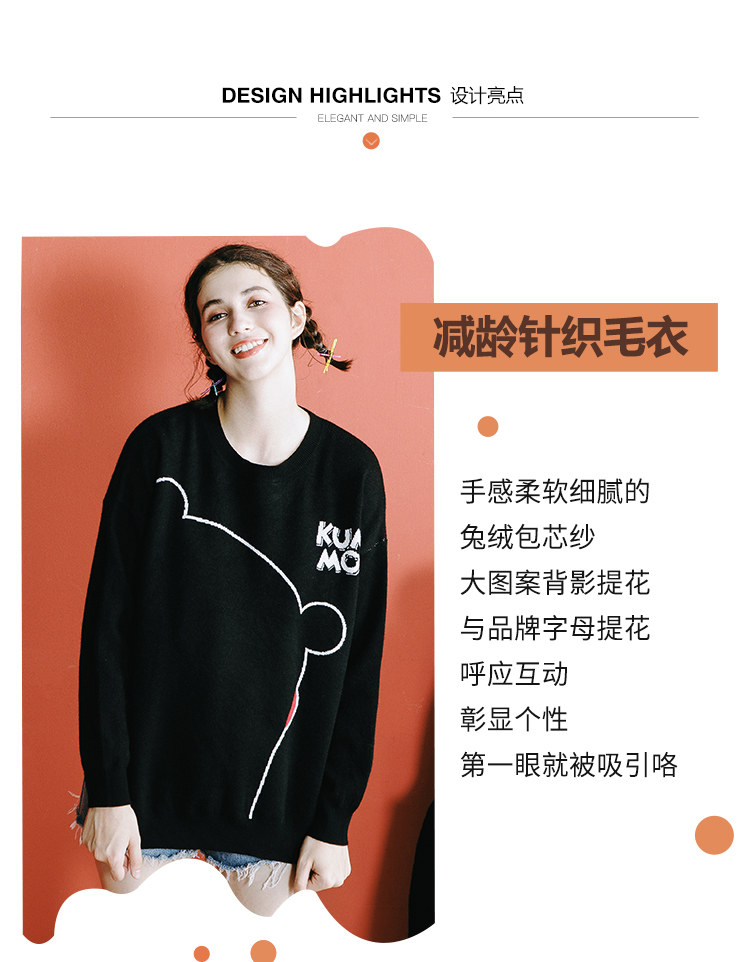 DESIGN HIGHLIGHTS 设计亮点
ELEGANT AND SIMPLE
减龄针织毛衣
手感柔软细腻的
兔绒包芯纱
大图案背影提花
与品牌字母提花
呼应互动
彰显个性
第一眼就被吸引咯
KUMA
MO